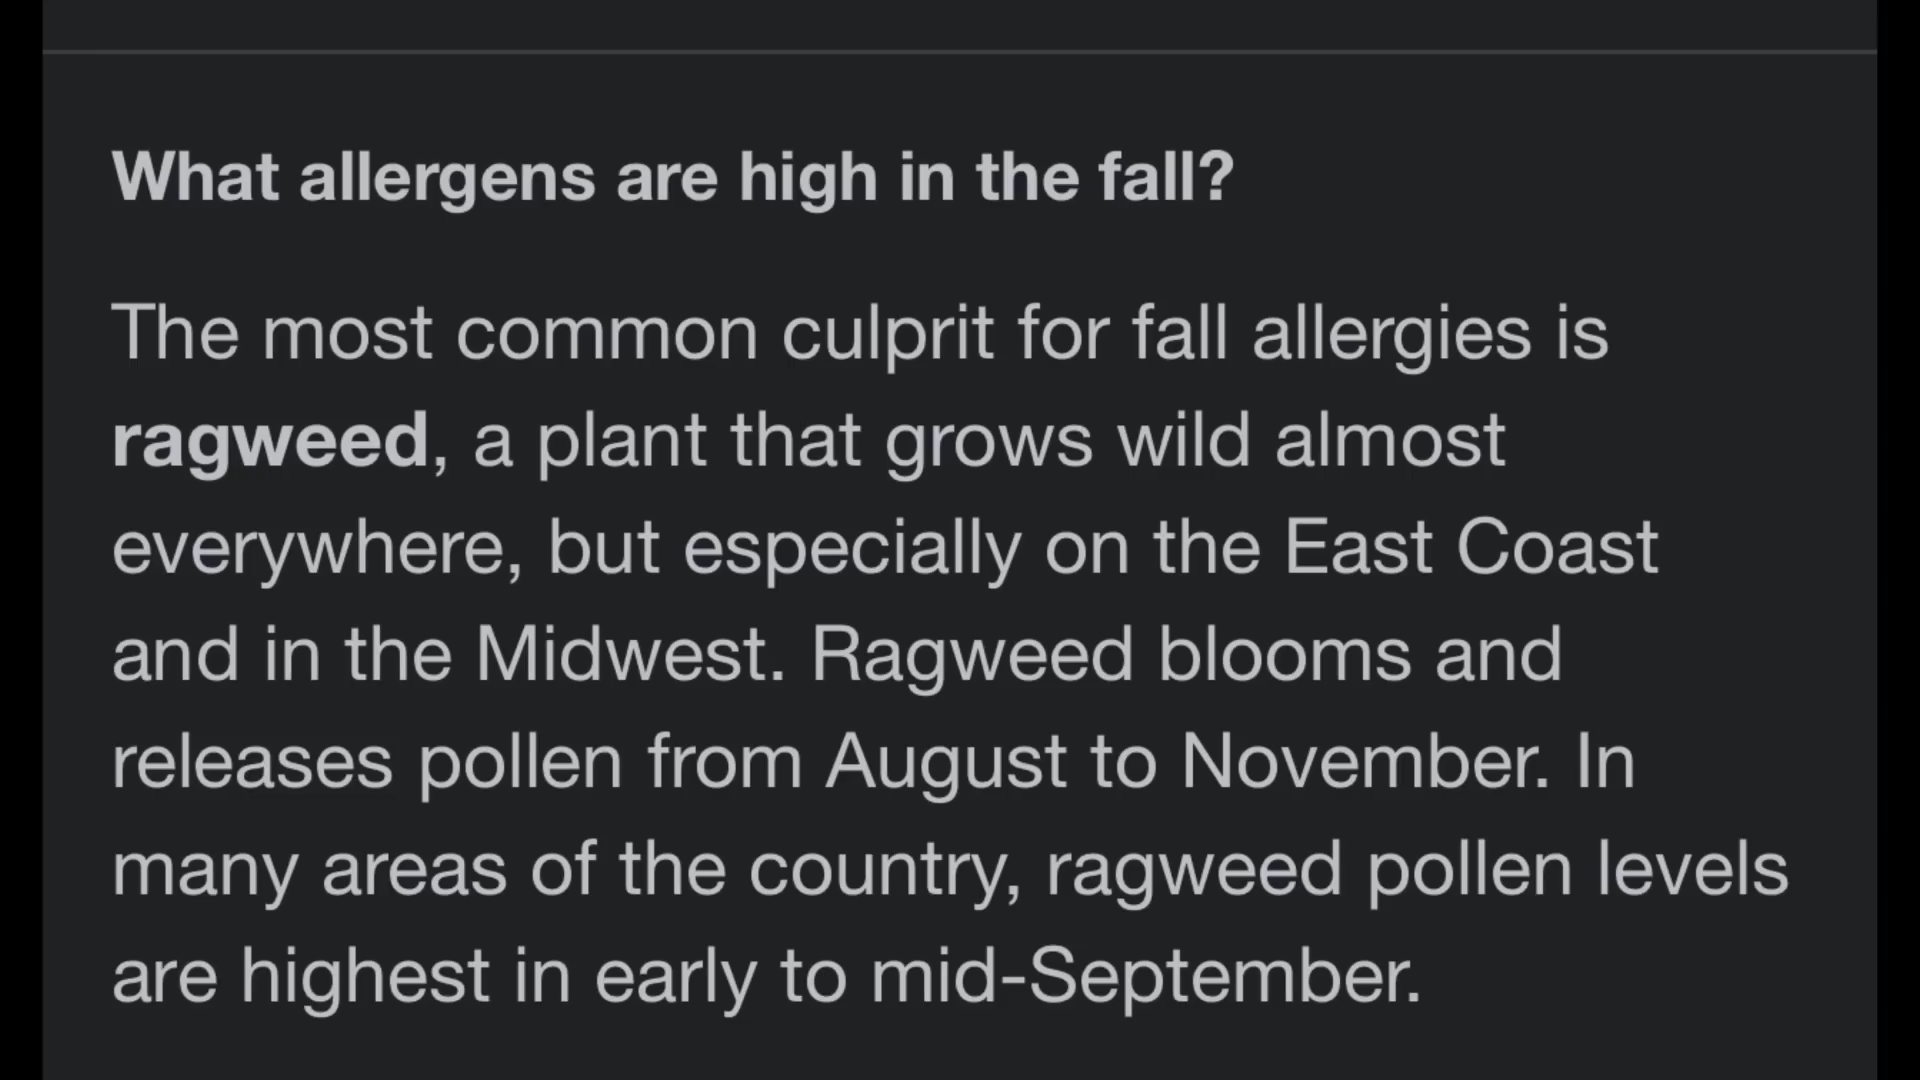 What allergens are high in the fall?
The most common culprit for fall allergies is
ragweed, a plant that grows wild almost
everywhere, but especially on the East Coast
and in the Midwest. Ragweed blooms and
releases pollen from August to November. In
many areas of the country, ragweed pollen levels
are highest in early to mid-September.